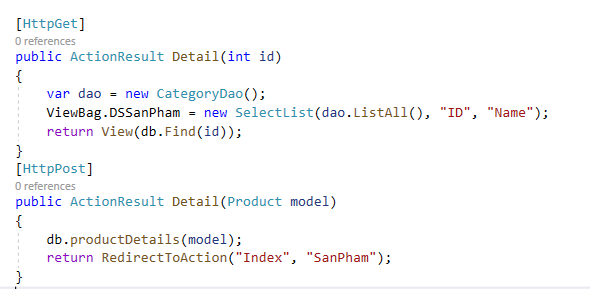 [HttpGet]
0 references
public ActionResult Detail(int id)
{
var dao = new CategoryDao();
ViewBag.DSSanPham = new SelectList(dao.ListAll(), "ID", "Name");
return View(db.Find(id));
}
[HttpPost]
0 references
public ActionResult Detail(Product model)
{
db.productDetails(model);
return RedirectToAction("Index", "SanPham");
}